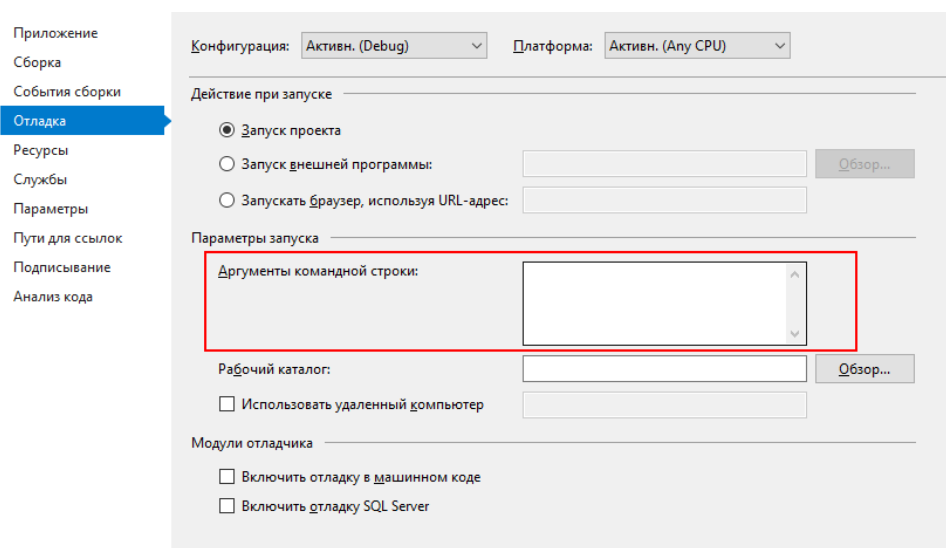 Приложение
Сборка
События сборки
Отладка
Ресурсы
Службы
Параметры
Пути для ссылок
Подписывание
Анализ кода
Конфигурация: Активн. (Debug) Платформа: Активн. (Any CPU)
Действие при запуске
Запуск проекта
Запуск внешней программы: Обзор...
Запускать браузер, используя URL-адрес:
Параметры запуска
Аргументы командной строки:
Рабочий каталог: Обзор...
Использовать удаленный компьютер
Модули отладчика
Включить отладку в машинном коде
Включить отладку SQL Server